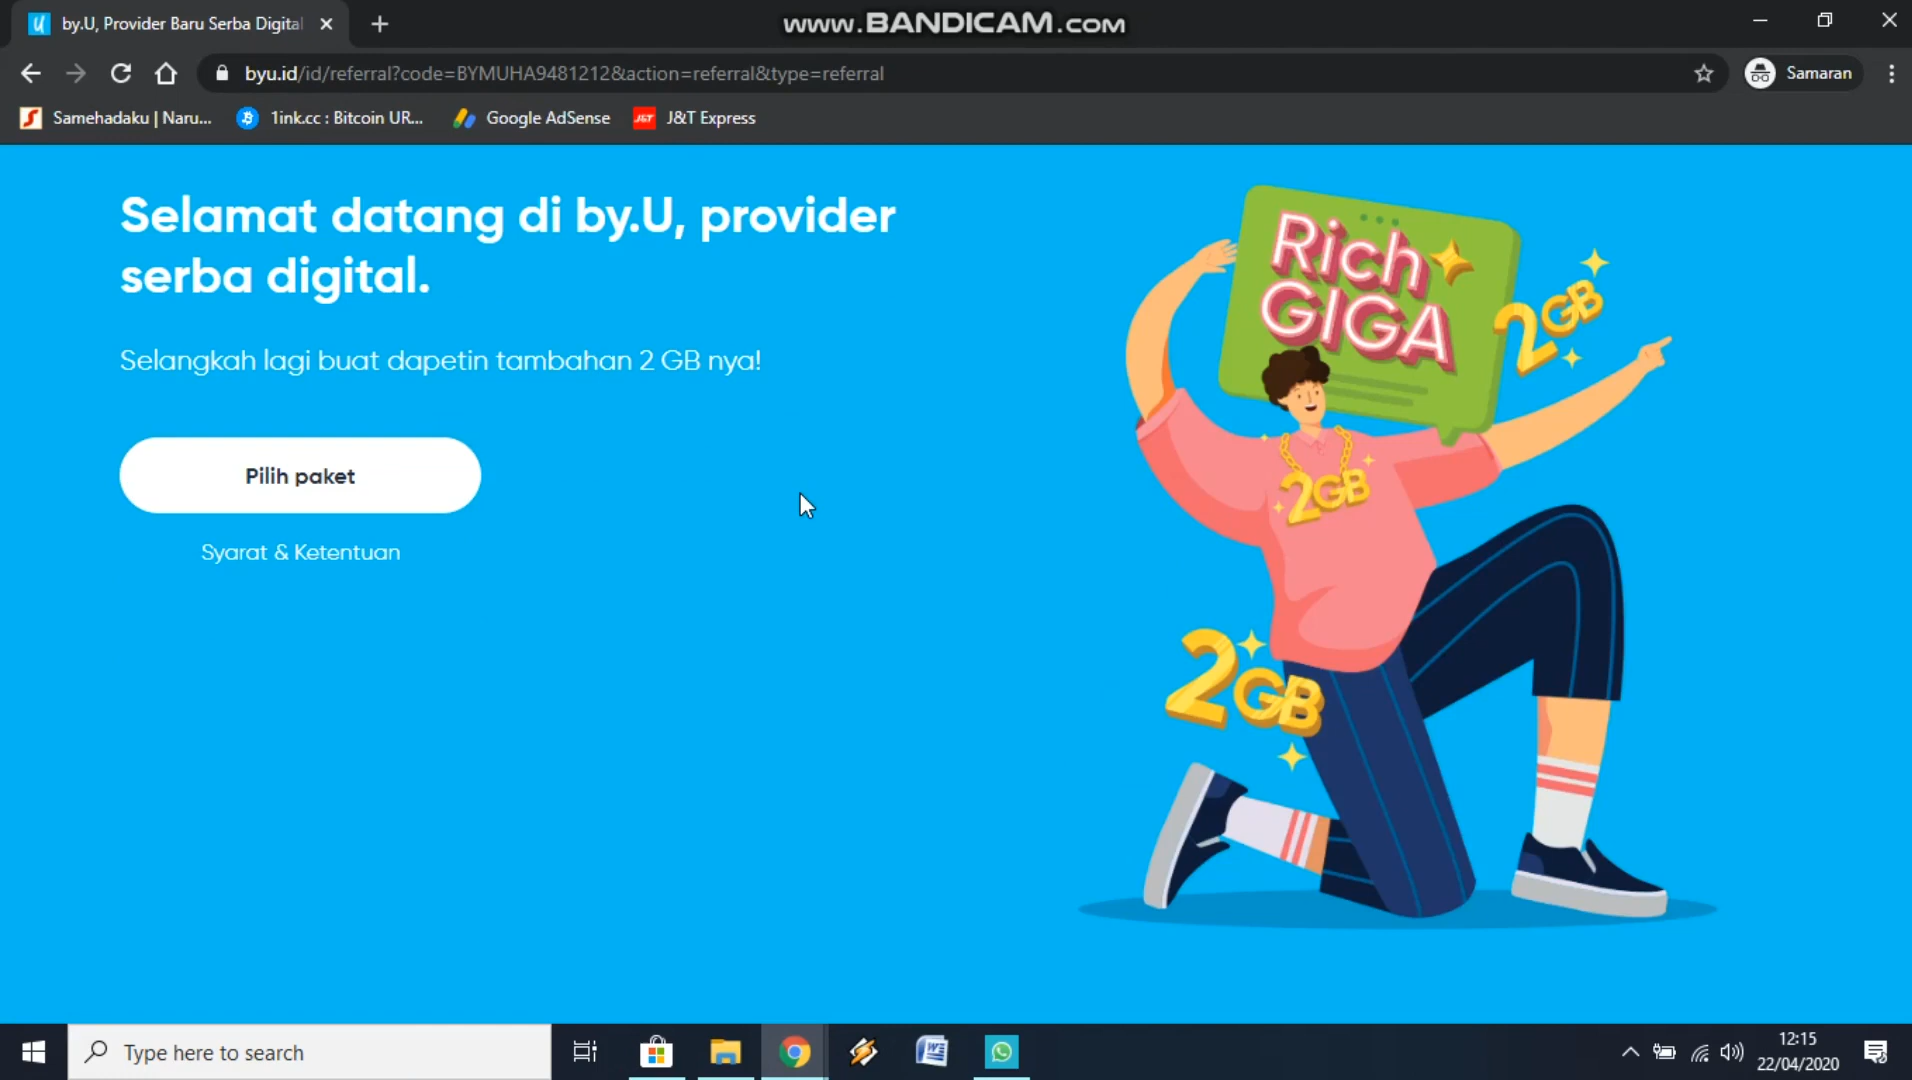 by.U, Provider Baru Serba Digital
www.BANDICAM.com
byu.id/id/referral?code=BYMUHA9481212&action=referral&type=referral
Samaran
Samehadaku | Naru...
1ink.cc : Bitcoin UR...
Google AdSense
J&T
J&T Express
Selamat datang di by.U, provider
serba digital.
Selangkah lagi buat dapetin tambahan 2 GB nya!
Pilih paket
Syarat & Ketentuan
Rich
GIGA
2GB
2GB
2GB
Type here to search
12:15
22/04/2020